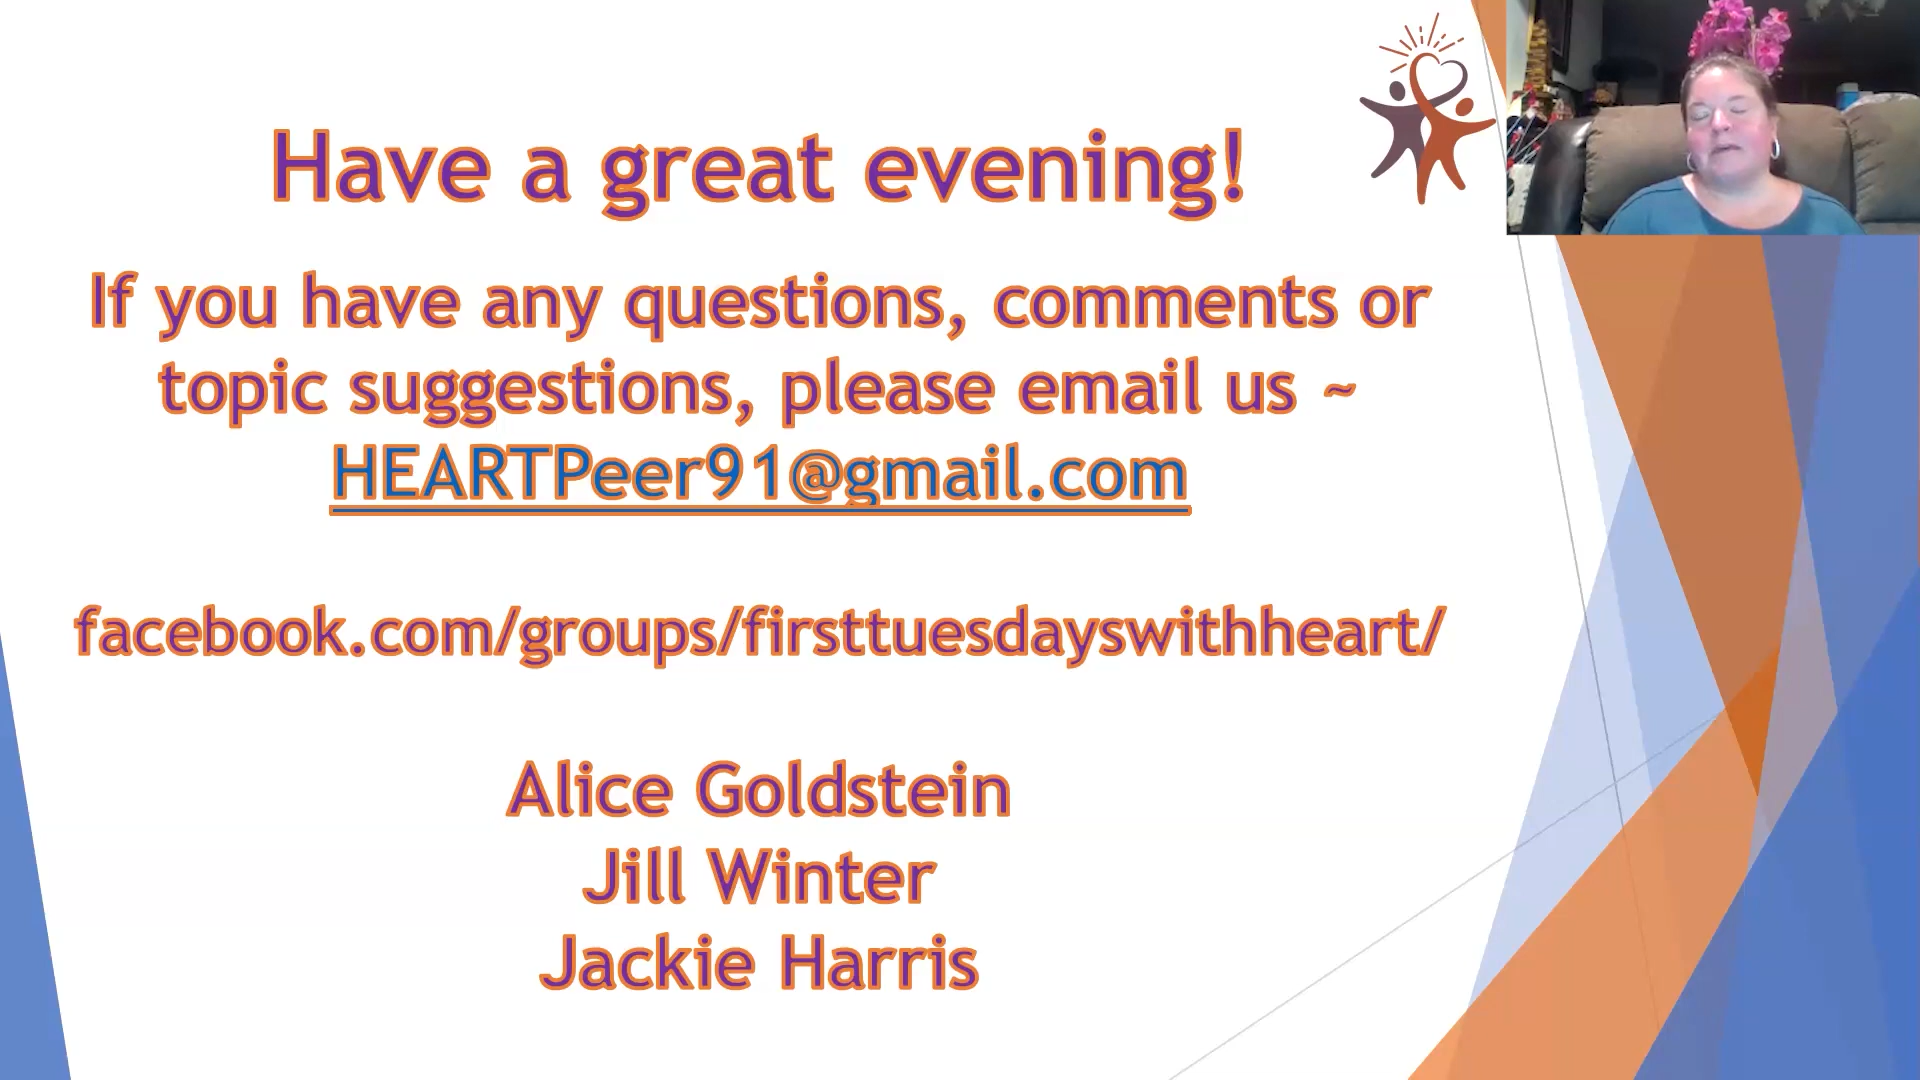 Have a great evening!
If you have any questions, comments or
topic suggestions, please email us ~
HEARTPeer91@gmail.com
facebook.com/groups/firsttuesdayswithheart/
Alice Goldstein
Jill Winter
Jackie Harris